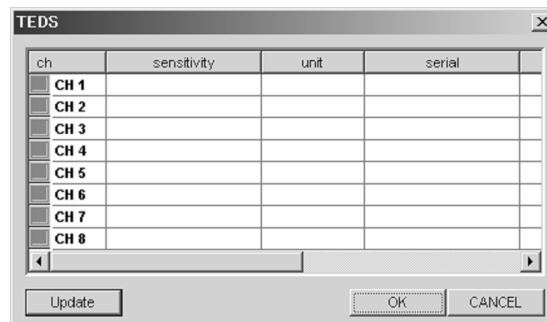 TEDS
ch sensitivity unit serial
CH 1
CH 2
CH 3
CH 4
CH 5
CH 6
CH 7
CH 8
Update OK CANCEL